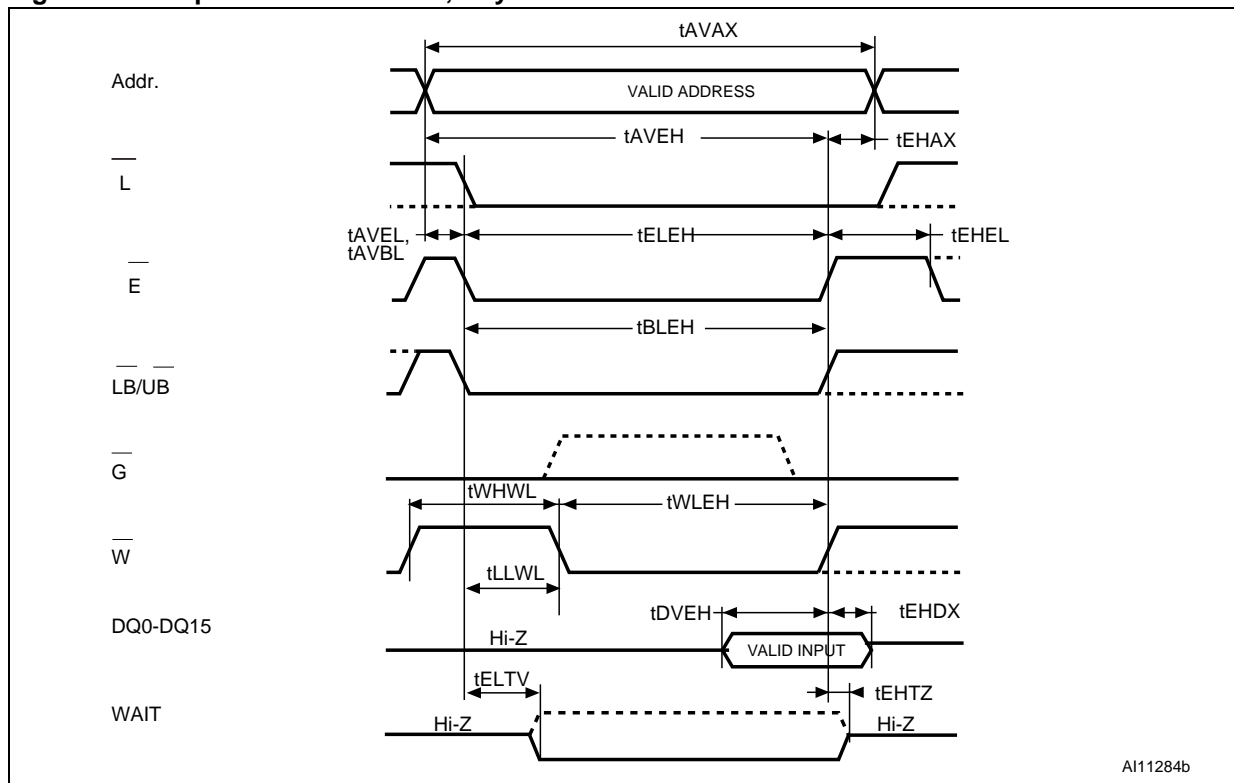 tAVAX
Addr.
VALID ADDRESS
tAVEH
tEHAX
L
tAVEL,
tAVBL
tELEH
tEHEL
E
tBLEH
LB/UB
G
tWHWL
tWLEH
W
tLLWL
tDVEH
tEHDX
DQ0-DQ15
Hi-Z
VALID INPUT
tELTV
tEHTZ
WAIT
Hi-Z
Hi-Z
AI11284b